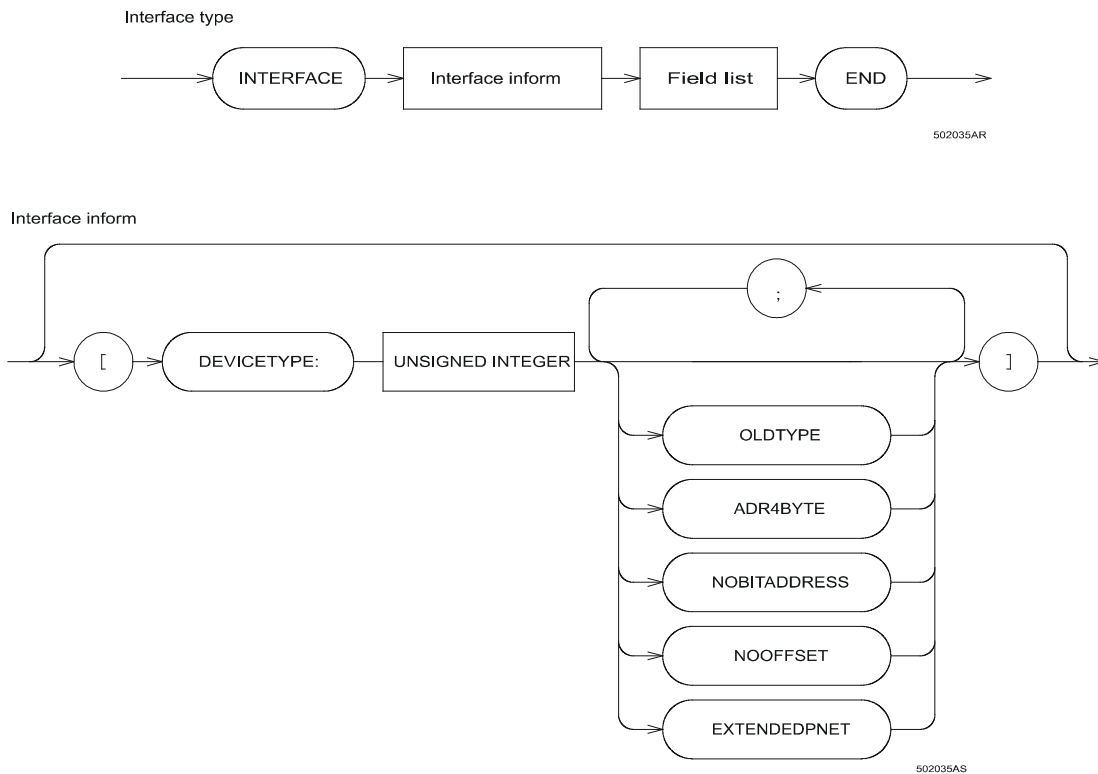 Interface type
INTERFACE Interface inform Field list END
502035AR
Interface inform
;
[ DEVICETYPE: UNSIGNED INTEGER ]
OLDTYPE
ADR4BYTE
NOBITADDRESS
NOOFFSET
EXTENDEDPNET
502035AS